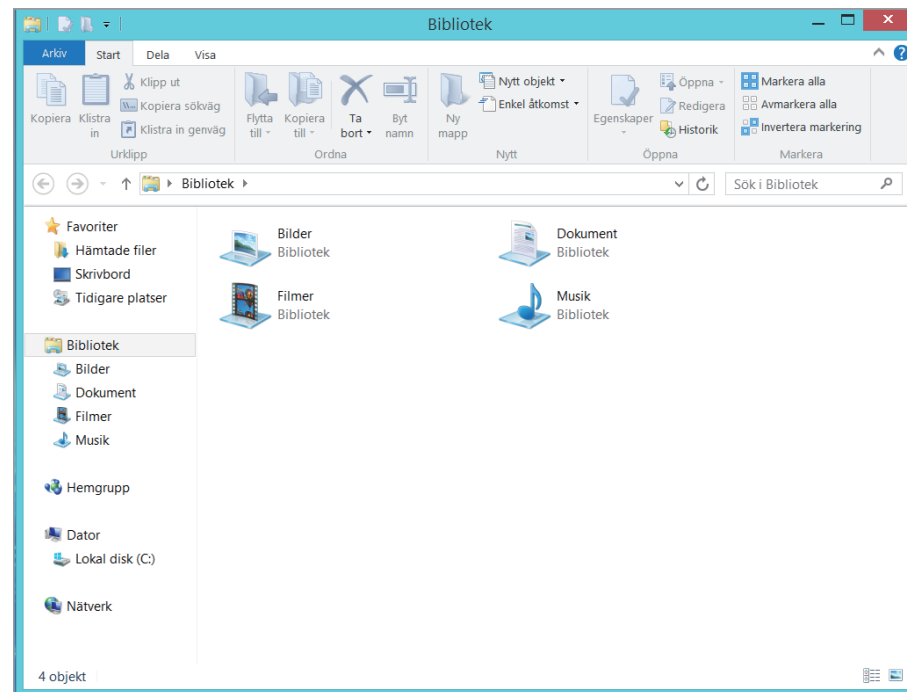 Bibliotek
Arkiv Start Dela Visa
Kopiera
Klistra in
Klipp ut
Kopiera sökväg
Klistra in genväg
Urklipp
Flytta till
Kopiera till
Ta bort
Byt namn
Ordna
Ny mapp
Nytt objekt
Enkel åtkomst
Nytt
Egenskaper
Öppna
Redigera
Historik
Öppna
Markera alla
Avmarkera alla
Invertera markering
Markera
Bibliotek
Sök i Bibliotek
Favoriter
Hämtade filer
Skrivbord
Tidigare platser
Bibliotek
Bilder
Dokument
Filmer
Musik
Hemgrupp
Dator
Lokal disk (C:)
Nätverk
Bilder
Bibliotek
Dokument
Bibliotek
Filmer
Bibliotek
Musik
Bibliotek
4 objekt